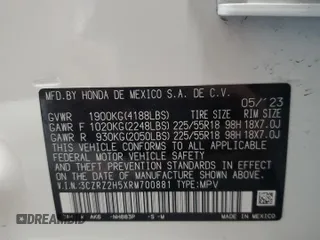 MFD.BY HONDA DE MEXICO S.A. DE C.V.
05/'23
GVWR 1900KG(4188LBS) TIRE SIZE RIM SIZE
GAWR F 1020KG(2248LBS) 225/55R18 98H 18X7.0J
GAWR R 930KG(2050LBS) 225/55R18 98H 18X7.0J
THIS VEHICLE CONFORMS TO ALL APPLICABLE FEDERAL MOTOR VEHICLE
SAFETY, BUMPER, AND THEFT PREVENTION STANDARDS IN EFFECT
ON THE DATE OF MANUFACTURE SHOWN ABOVE.
V.I.N.:3CZRZ2H5XRM700881 TYPE:MPV
NH883P -S -M
MADE IN
MEXICO